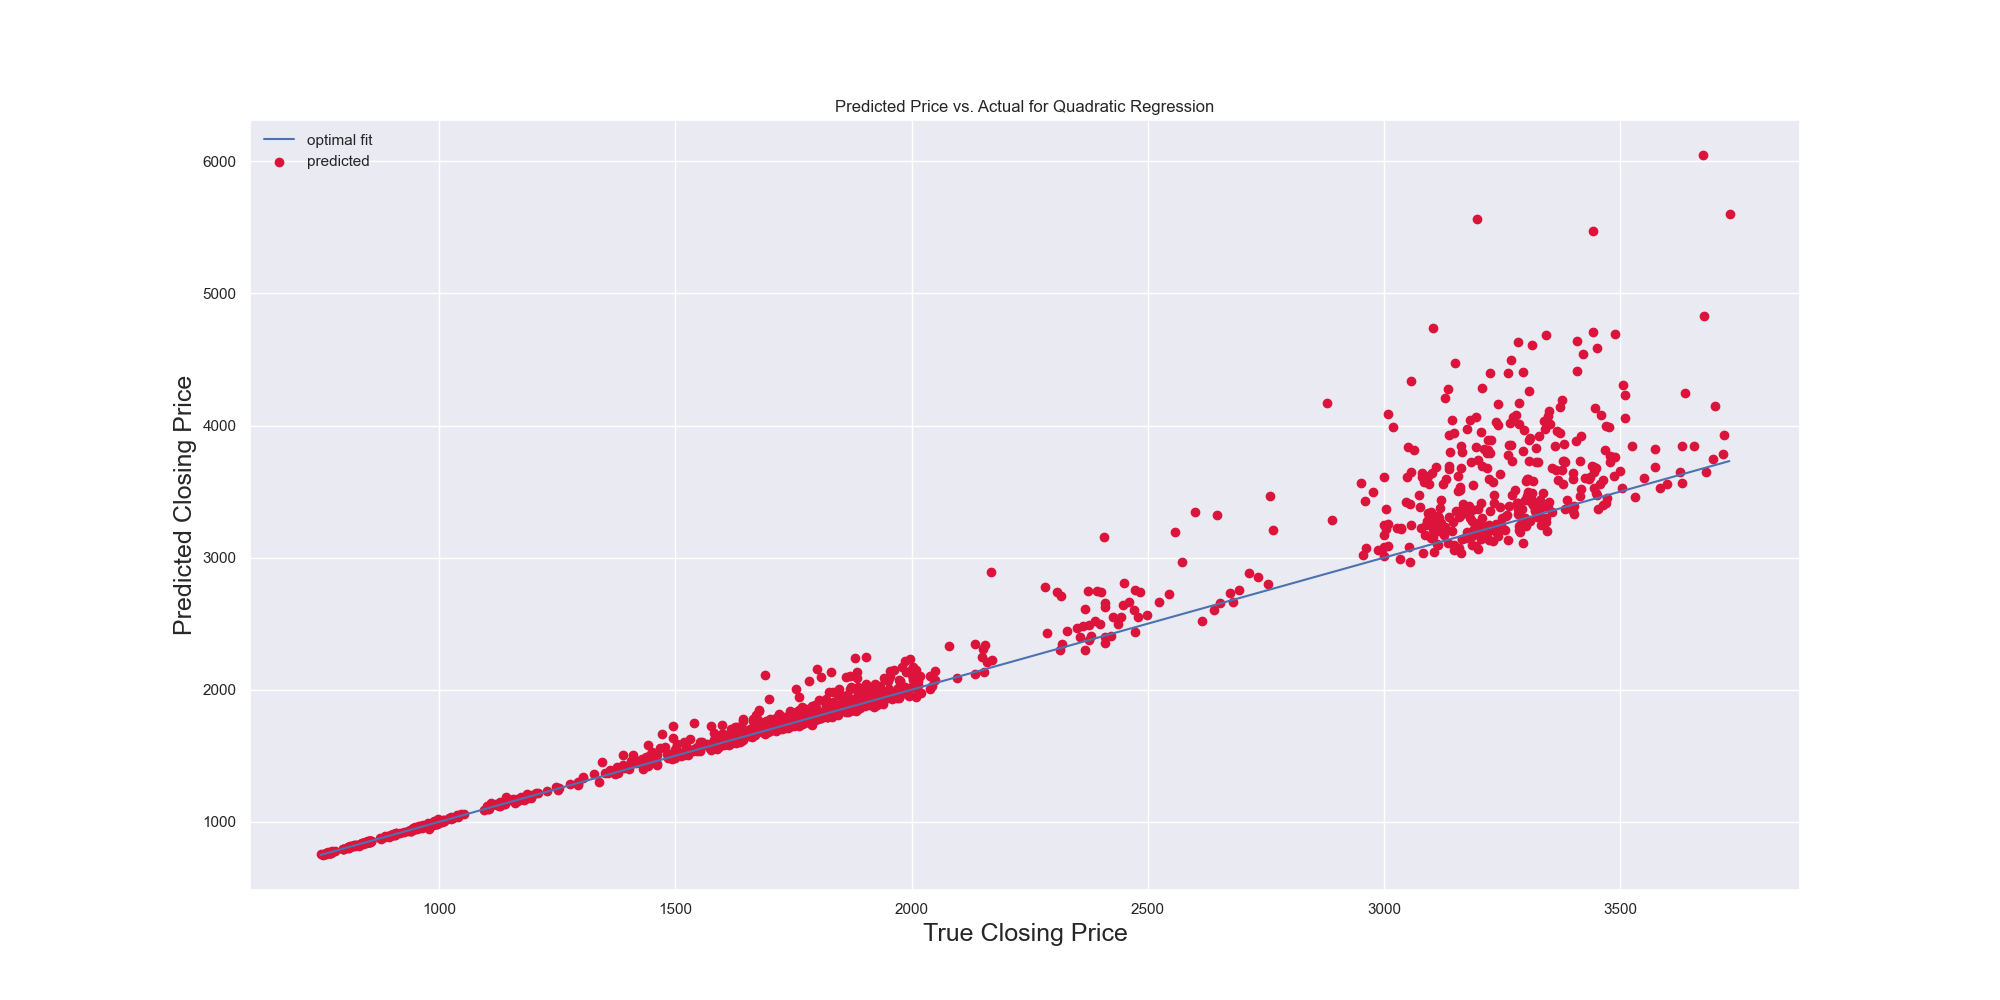 Predicted Price vs. Actual for Quadratic Regression
optimal fit
predicted
6000
5000
4000
3000
2000
1000
Predicted Closing Price
1000 1500 2000 2500 3000 3500
True Closing Price